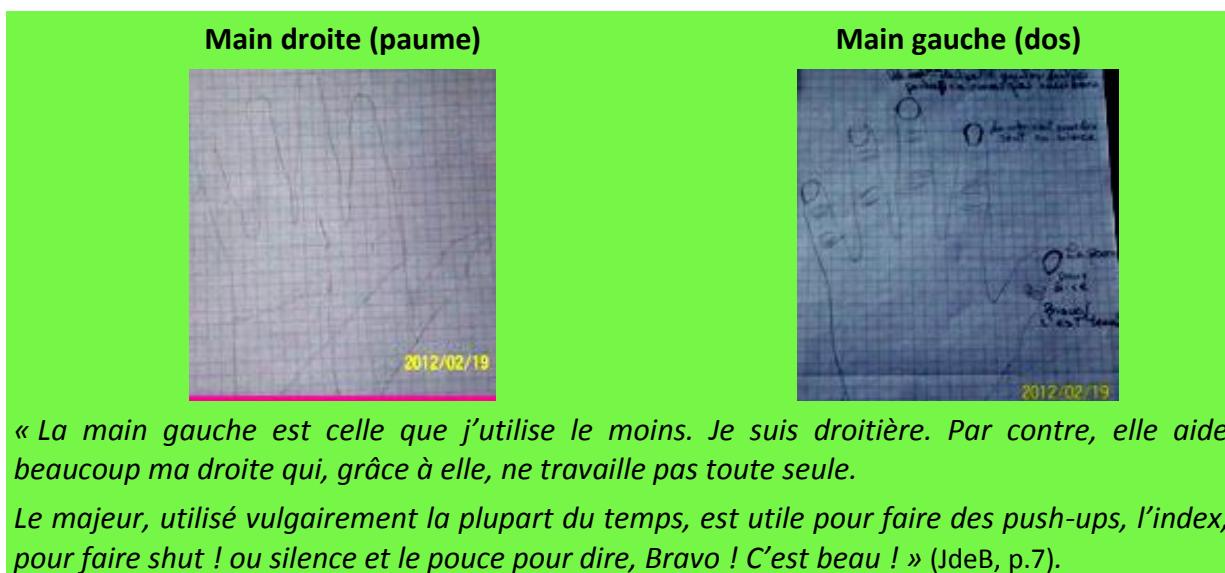 Main droite (paume)
Main gauche (dos)
2012/02/19
2012/02/19
« La main gauche est celle que j’utilise le moins. Je suis droitière. Par contre, elle aide
beaucoup ma droite qui, grâce à elle, ne travaille pas toute seule.
Le majeur, utilisé vulgairement la plupart du temps, est utile pour faire des push-ups, l’index,
pour faire shut ! ou silence et le pouce pour dire, Bravo ! C’est beau ! » (JdeB, p.7).